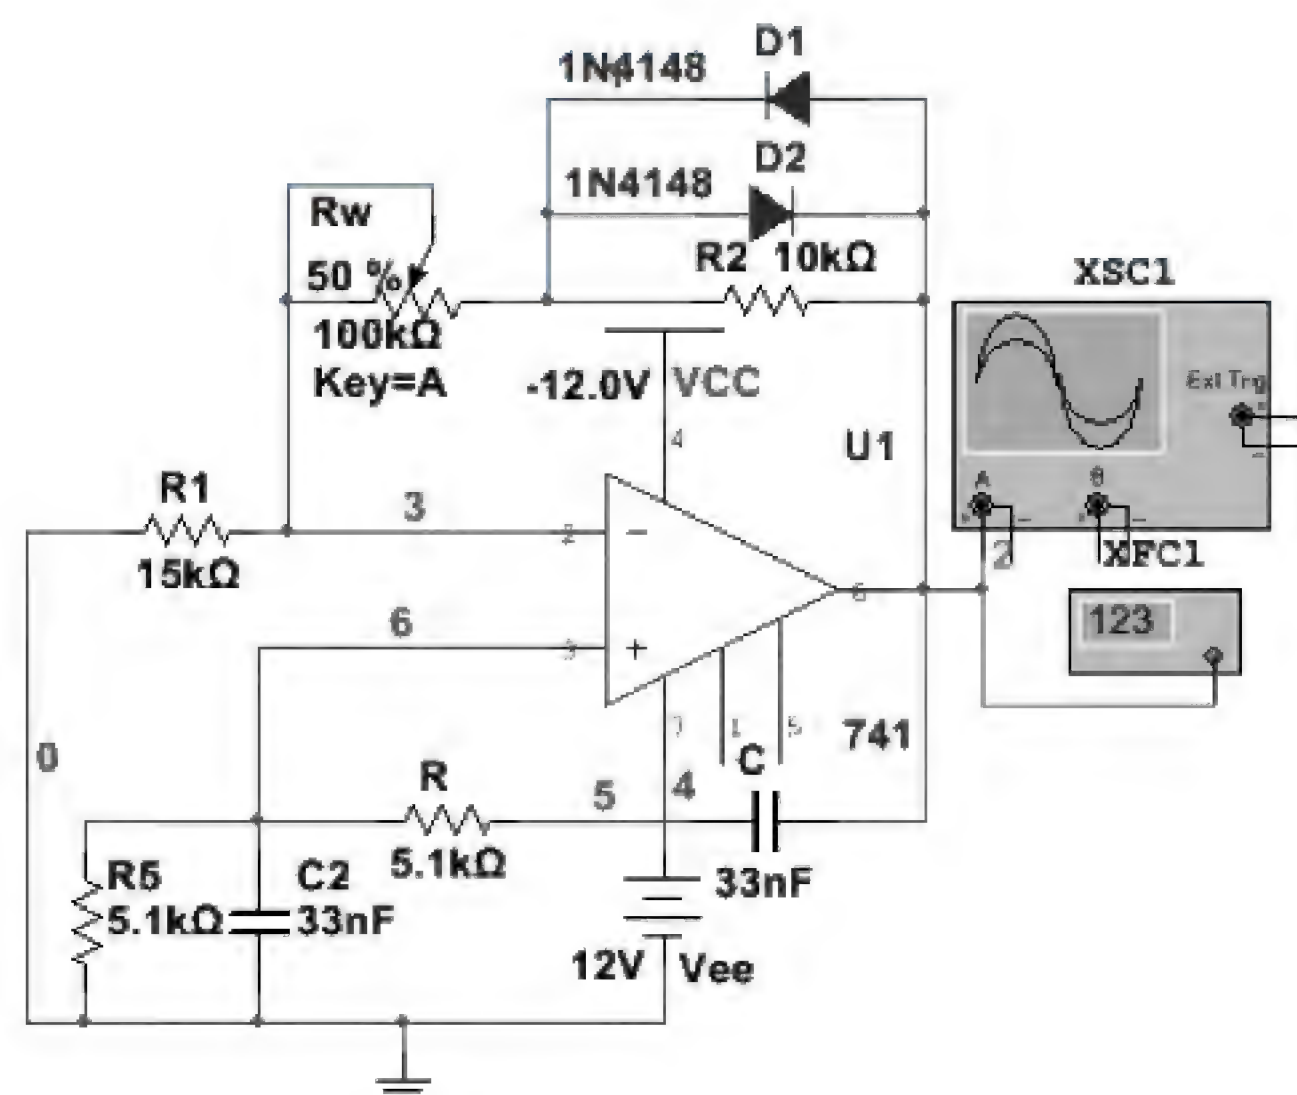 D1
1N4148
D2
1N4148
Rw
R2 10kΩ
50 %
XSC1
100kΩ
Key=A
-12.0V VCC
Ext Trg
4
U1
A
B
R1
3
2
15kΩ
2
XFC1
6
6
123
3
0
7
1
5
741
C
R
5
4
5.1kΩ
33nF
R5
C2
5.1kΩ
33nF
12V Vee